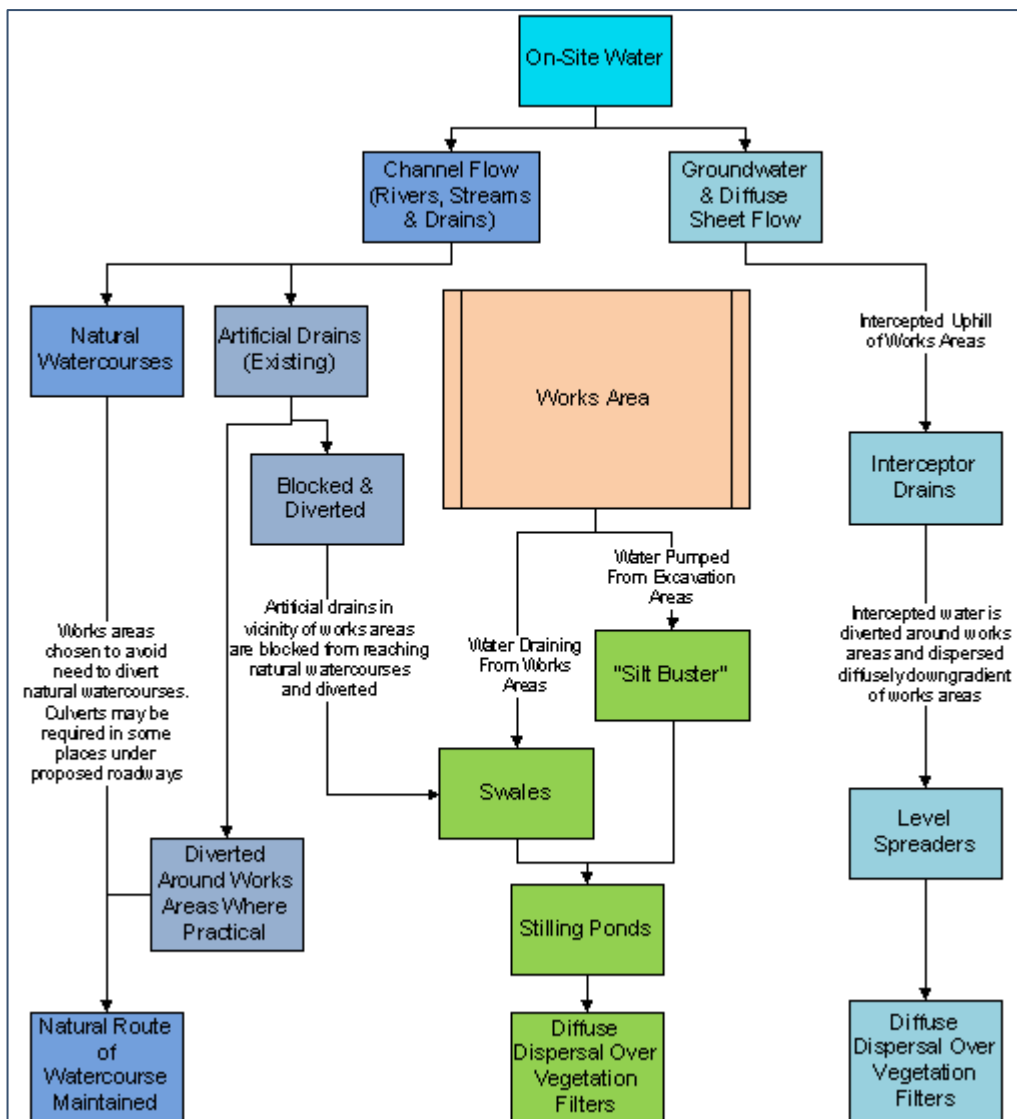 On-Site Water
Channel Flow
(Rivers, Streams
& Drains)
Groundwater
& Diffuse
Sheet Flow
Natural
Watercourses
Artificial Drains
(Existing)
Works Area
Intercepted Uphill
of Works Areas
Blocked &
Diverted
Interceptor
Drains
Water Pumped
From Excavation
Areas
Artificial drains in
vicinity of works areas
are blocked from reaching
natural watercourses
and diverted
Water Draining
From Works
Areas
"Silt Buster"
Intercepted water is
diverted around works
areas and dispersed
diffusely downgradient
of works areas
Works areas
chosen to avoid
need to divert
natural watercourses.
Culverts may be
required in some
places under
proposed roadways
Swales
Level
Spreaders
Diverted
Around Works
Areas Where
Practical
Stilling Ponds
Natural Route
of
Watercourse
Maintained
Diffuse
Dispersal Over
Vegetation
Filters
Diffuse
Dispersal Over
Vegetation
Filters